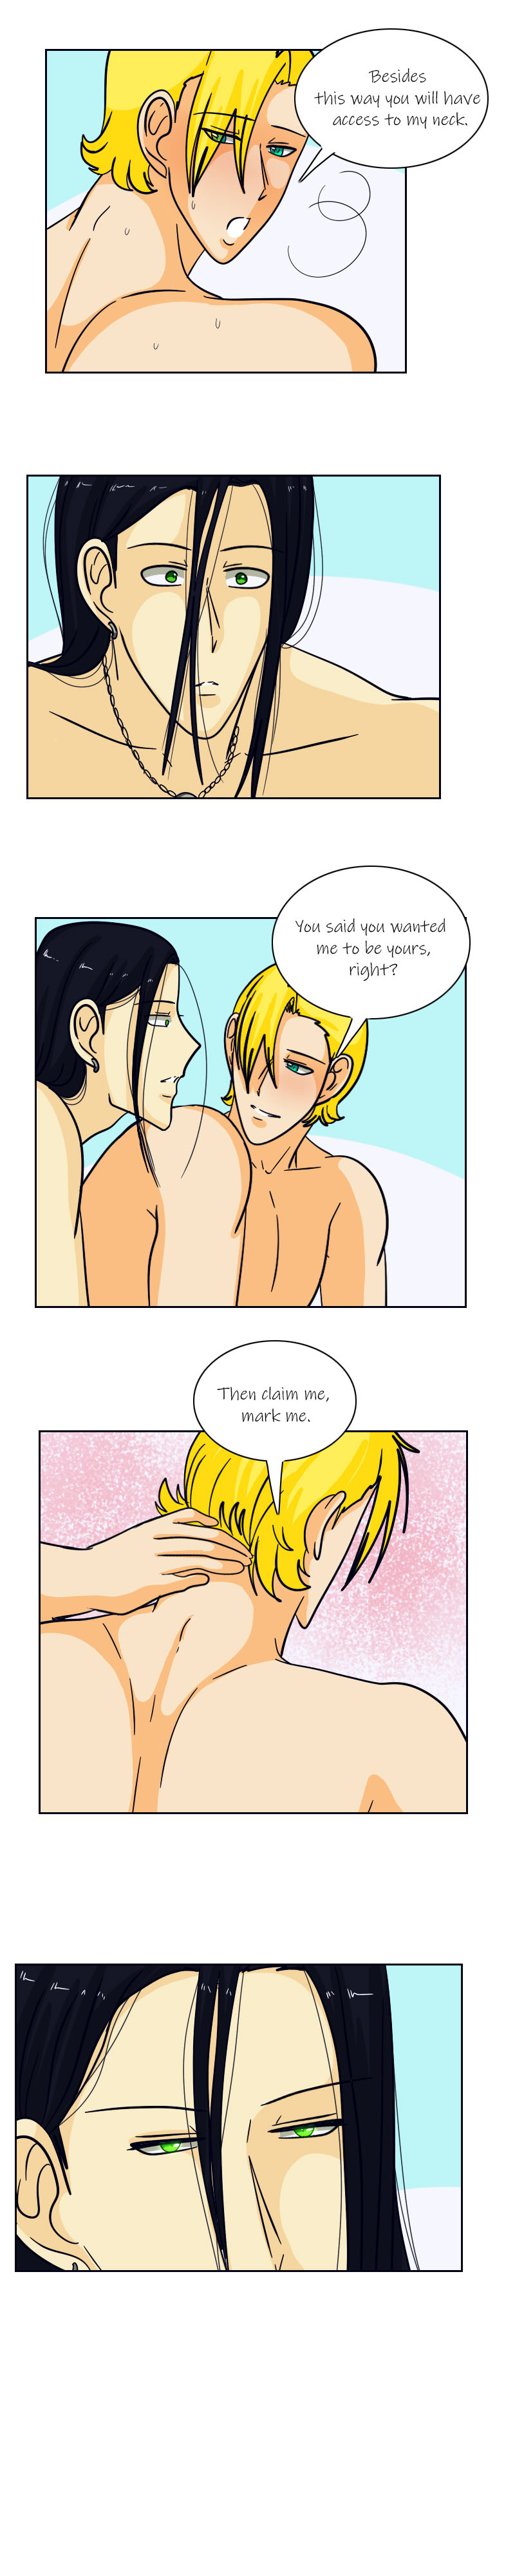 Besides
this way you will have
access to my neck.
You said you wanted
me to be yours,
right?
Then claim me,
mark me.